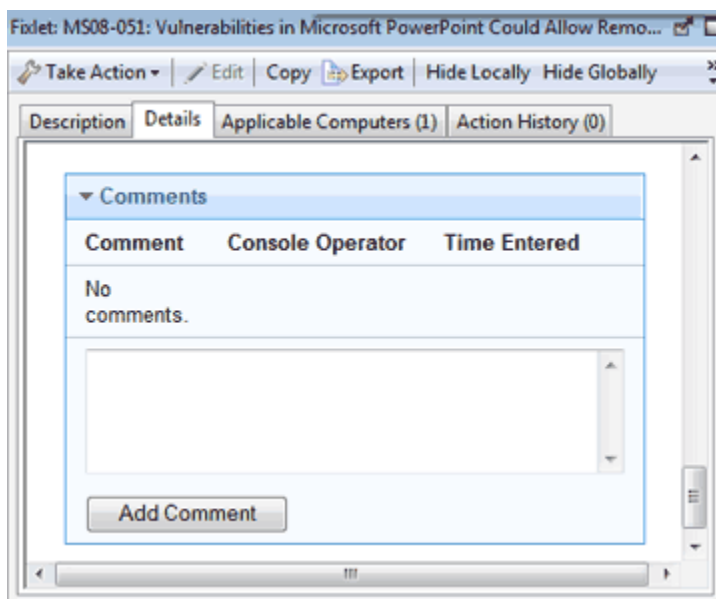 Fixlet: MS08-051: Vulnerabilities in Microsoft PowerPoint Could Allow Remo...
Take Action Edit Copy Export Hide Locally Hide Globally
Description Details Applicable Computers (1) Action History (0)
Comments
Comment Console Operator Time Entered
No
comments.
Add Comment